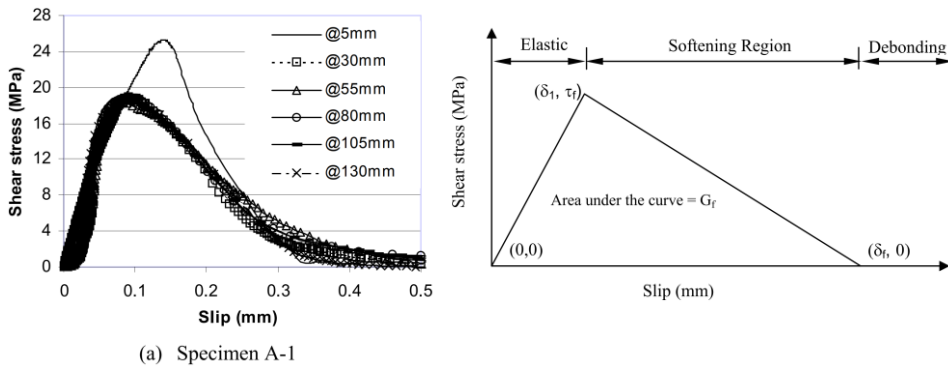 28
24
20
16
12
8
4
0
Shear stress (MPa)
0 0.1 0.2 0.3 0.4 0.5
Slip (mm)
@5mm
@30mm
@55mm
@80mm
@105mm
@130mm
(a) Specimen A-1
Elastic Softening Region Debonding
(δ₁, τf)
Shear stress (MPa)
Area under the curve = Gf
(0,0)
(δf, 0)
Slip (mm)